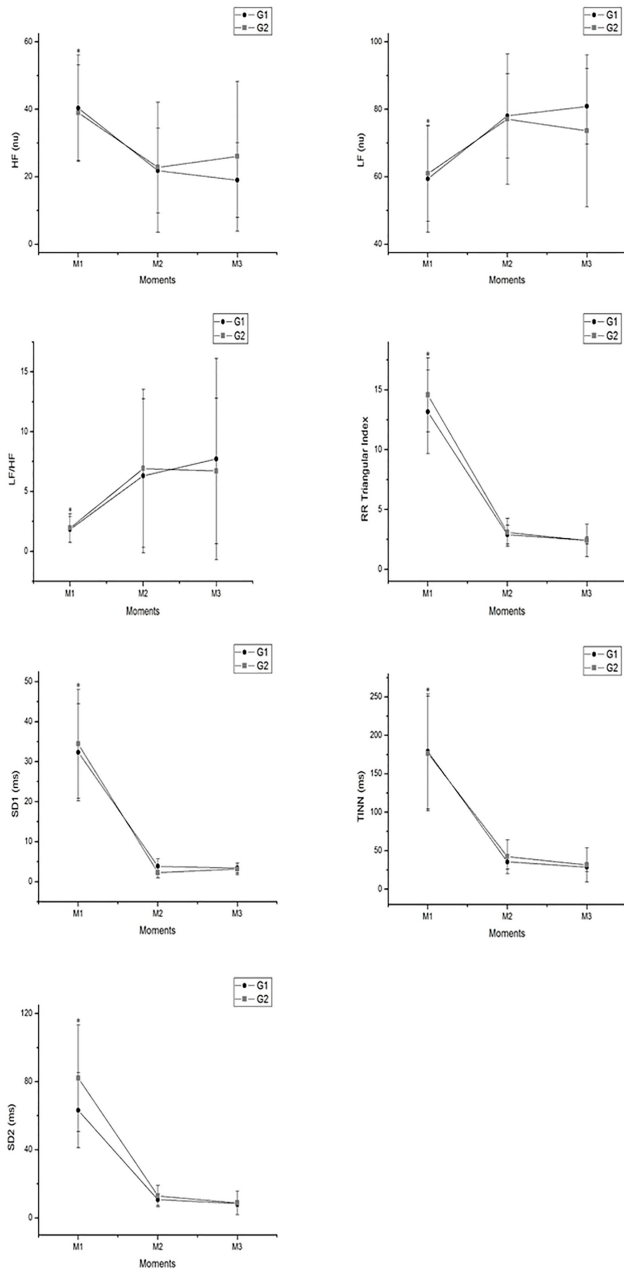 G1
G2
60
40
20
0
HF (nu)
*
M1 M2 M3
Moments
G1
G2
100
80
60
40
LF (nu)
*
M1 M2 M3
Moments
G1
G2
15
10
5
0
LF/HF
*
M1 M2 M3
Moments
G1
G2
15
10
5
0
RR Triangular Index
*
M1 M2 M3
Moments
G1
G2
50
40
30
20
10
0
SD1 (ms)
*
M1 M2 M3
Moments
G1
G2
250
200
150
100
50
0
TINN (ms)
*
M1 M2 M3
Moments
G1
G2
120
80
40
0
SD2 (ms)
*
M1 M2 M3
Moments